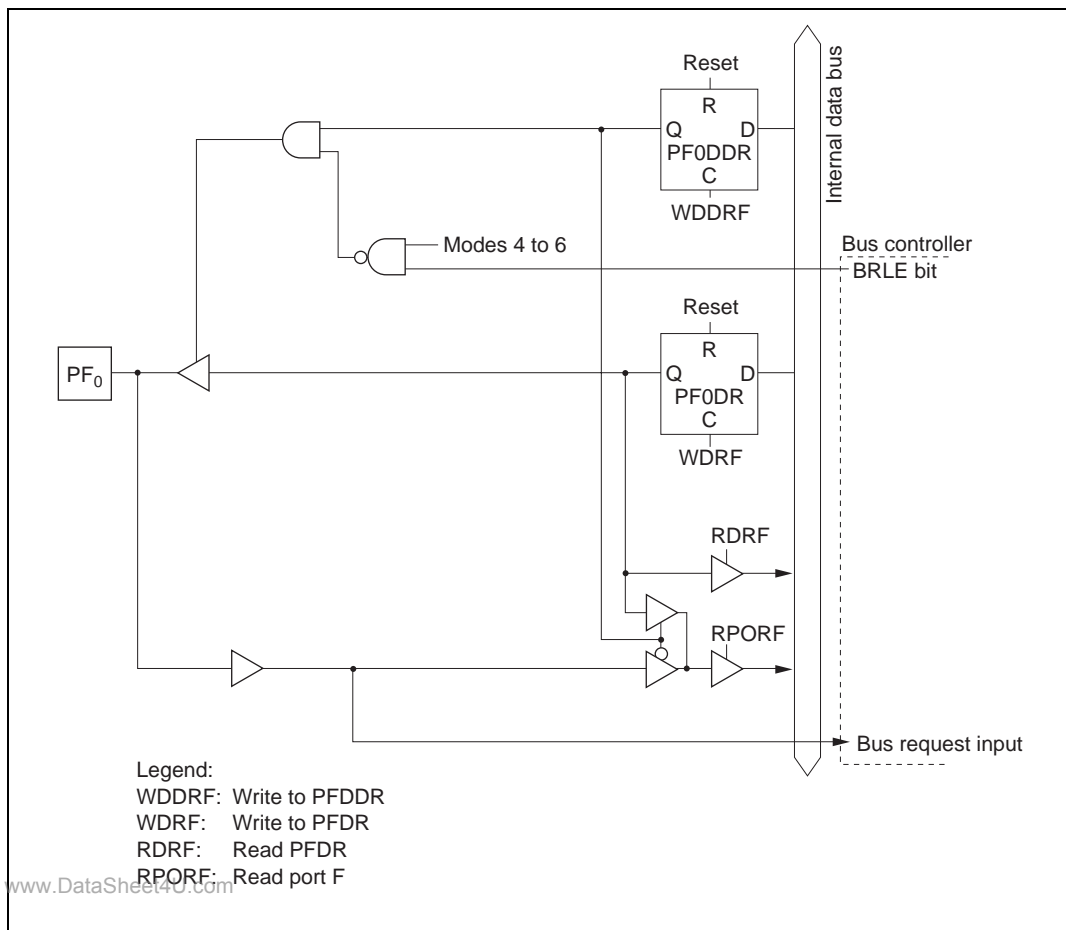 Reset
R
Q D
PF0DDR
C
WDDRF
Internal data bus
Modes 4 to 6
Bus controller
BRLE bit
Reset
R
Q D
PF0DR
C
WDRF
PF0
RDRF
RPORF
Bus request input
Legend:
WDDRF: Write to PFDDR
WDRF: Write to PFDR
RDRF: Read PFDR
RPORF: Read port F
www.DataSheet4U.com